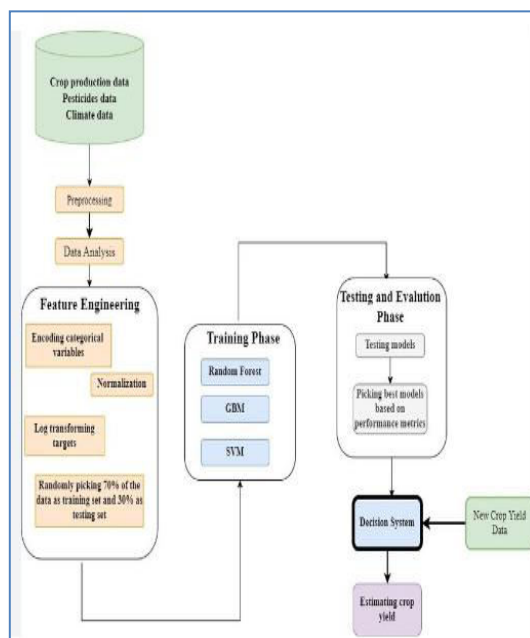 Crop production data
Pesticides data
Climate data
Preprocessing
Data Analysis
Feature Engineering
Encoding categorical
variables
Normalization
Log transforming
targets
Randomly picking 70% of the
data as training set and 30% as
testing set
Training Phase
Random Forest
GBM
SVM
Testing and Evalution
Phase
Testing models
Picking best models
based on
performance metrics
Decision System
New Crop Yield
Data
Estimating crop
yield